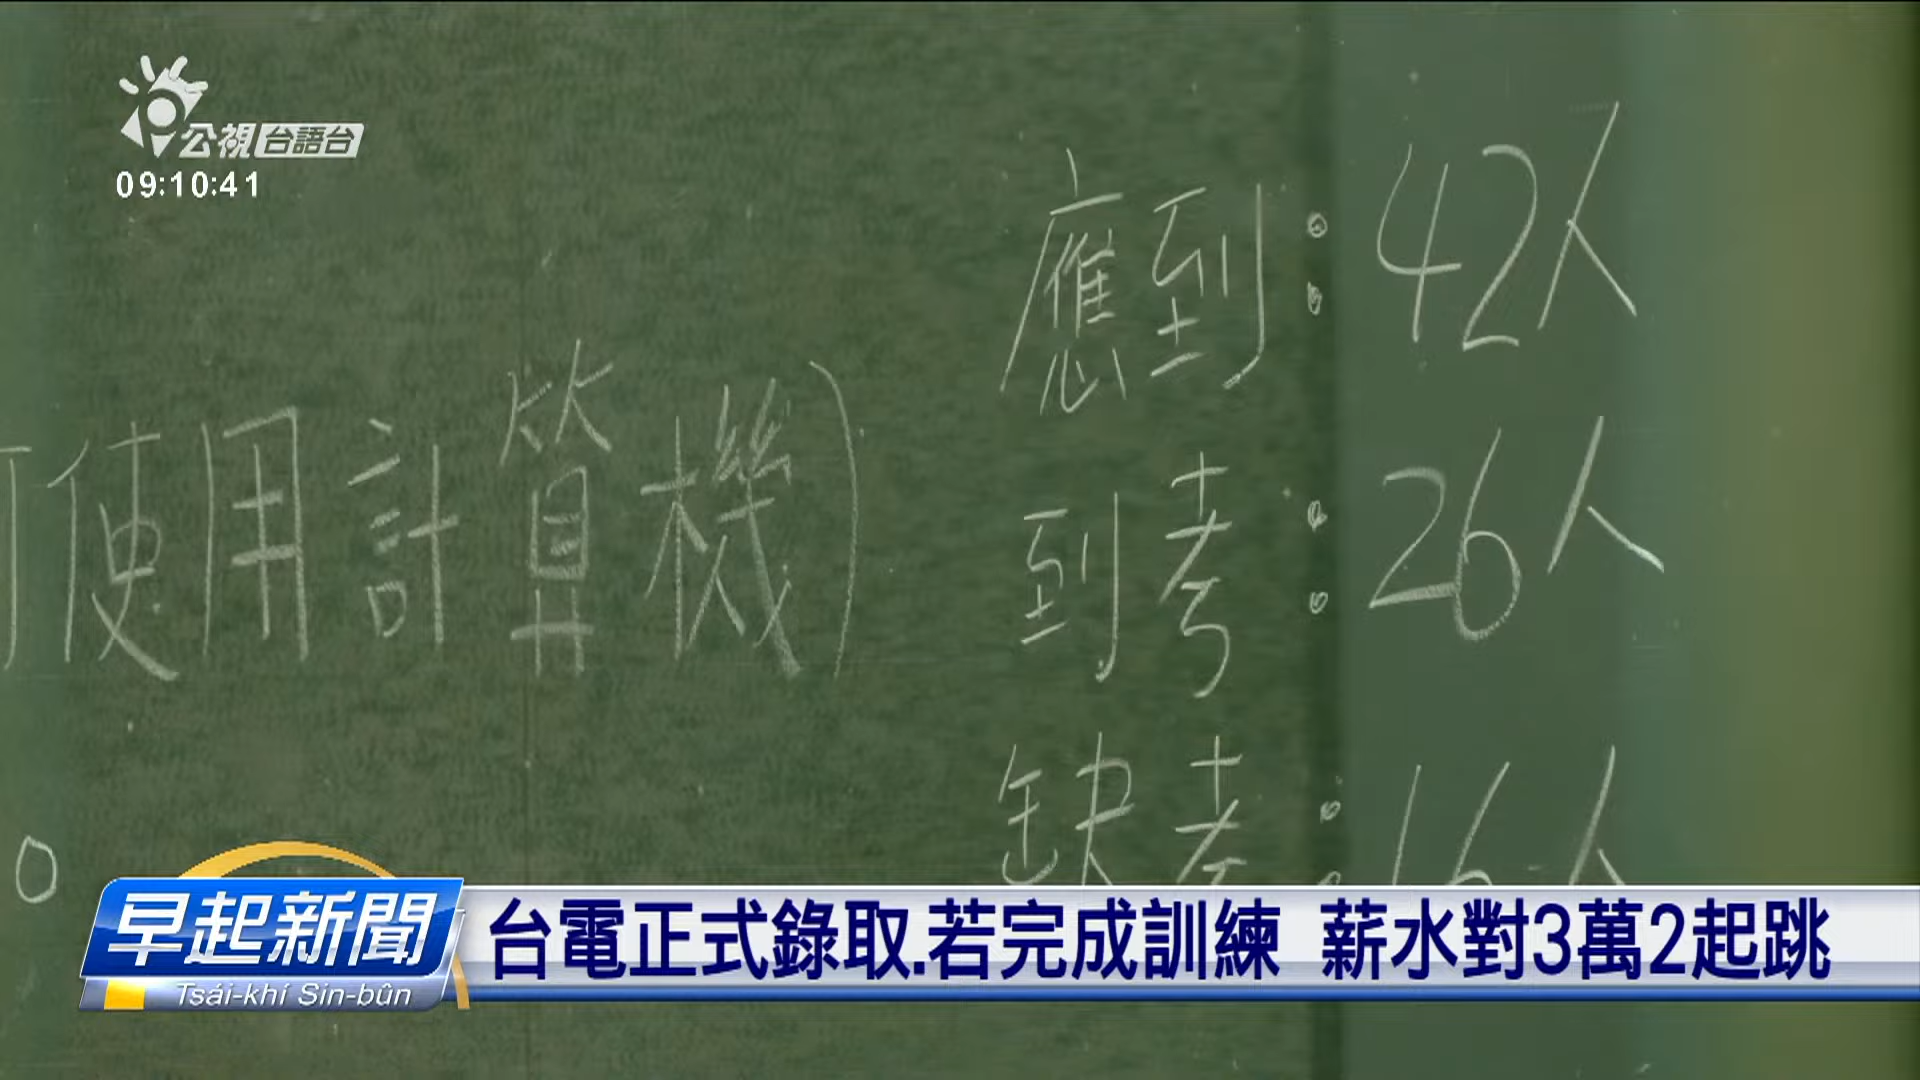 公視台語台
09:10:41
應到：42人
使用計算機)
到考：26人
缺考：16人
早起新聞
Tsái-khí Sin-bûn
台電正式錄取.若完成訓練 薪水對3萬2起跳